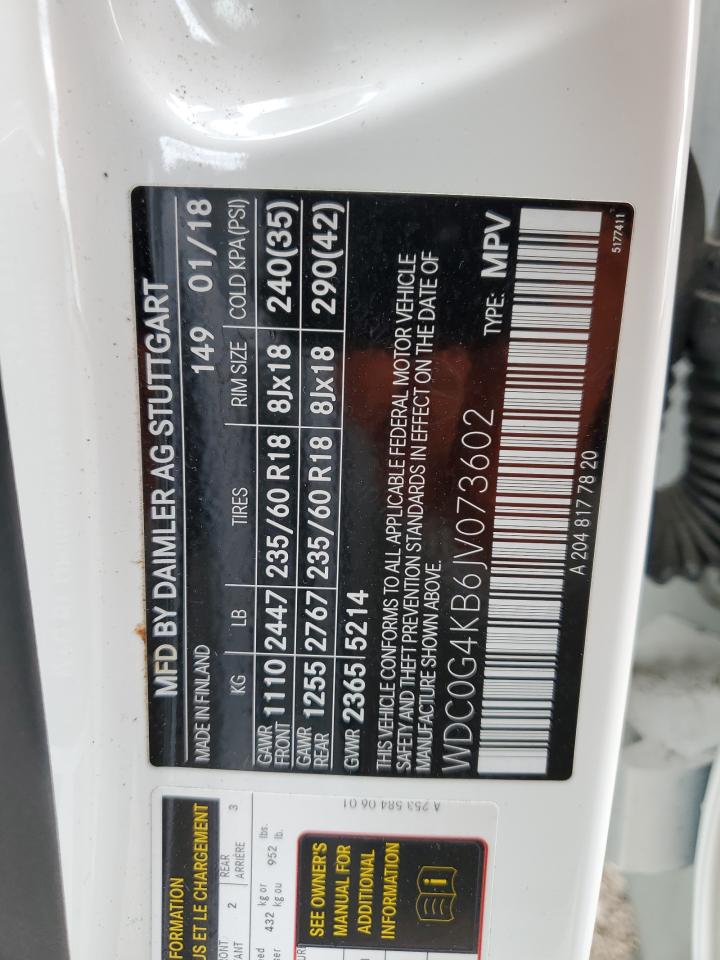 MFD BY DAIMLER AG STUTTGART
MADE IN FINLAND 149 01/18
KG LB TIRES RIM SIZE COLD KPA(PSI)
GAWR FRONT 1110 2447 235/60 R18 8Jx18 240(35)
GAWR REAR 1255 2767 235/60 R18 8Jx18 290(42)
GVWR 2365 5214
THIS VEHICLE CONFORMS TO ALL APPLICABLE FEDERAL MOTOR VEHICLE
SAFETY AND THEFT PREVENTION STANDARDS IN EFFECT ON THE DATE OF
MANUFACTURE SHOWN ABOVE.
WDC0G4KB6JV073602 TYPE: MPV
A 204 817 78 20
5177411
A 253 584 06 01
FORMATION
US ET LE CHARGEMENT
2 REAR 3
ARRIÈRE
432 kg or 952 lbs.
kg ou lb.
SEE OWNER'S
MANUAL FOR
ADDITIONAL
INFORMATION